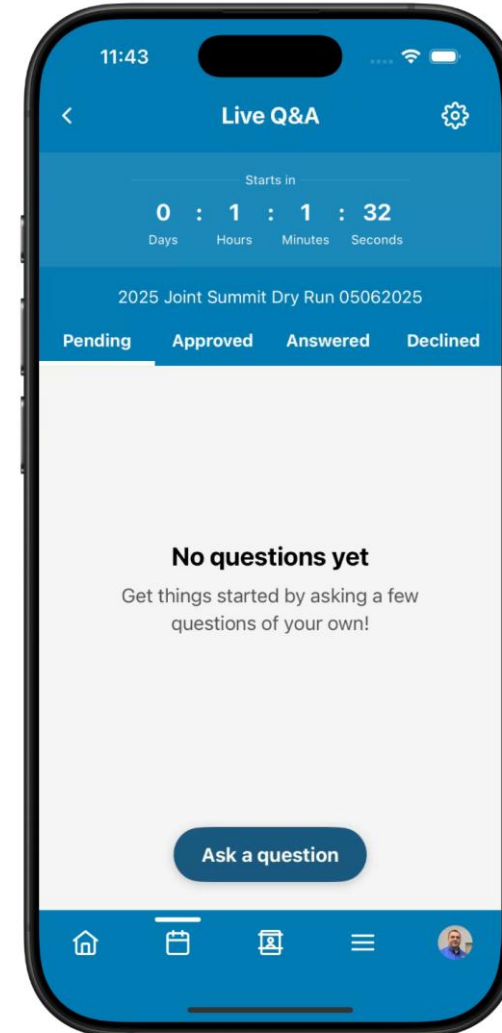 11:43
Live Q&A
Starts in
0 : 1 : 1 : 32
Days Hours Minutes Seconds
2025 Joint Summit Dry Run 05062025
Pending Approved Answered Declined
No questions yet
Get things started by asking a few
questions of your own!
Ask a question